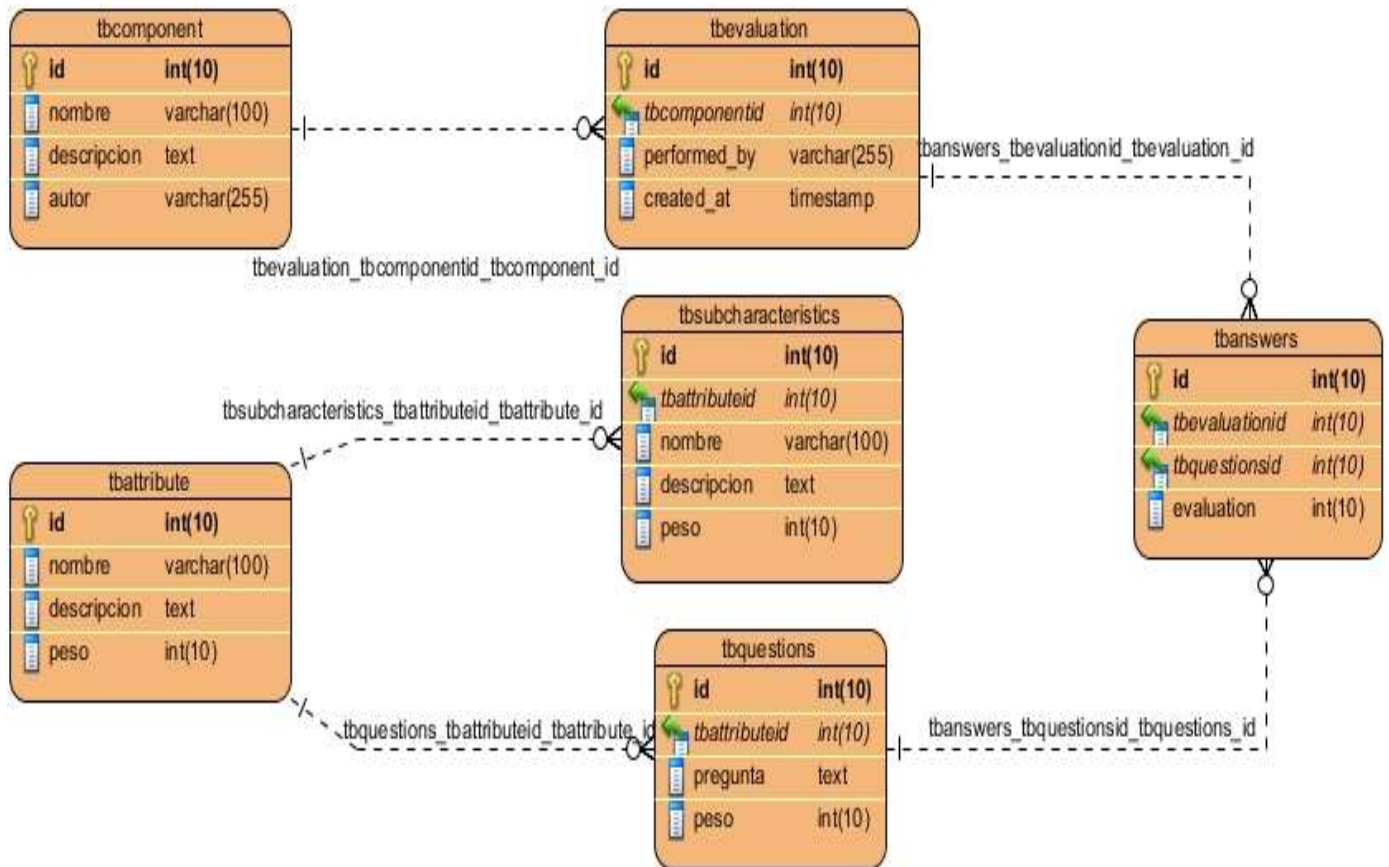 tbcomponent
id int(10)
nombre varchar(100)
descripcion text
autor varchar(255)
tbevaluation
id int(10)
tbcomponentid int(10)
performed_by varchar(255)
created_at timestamp
tbanswers_tbevaluationid_tbevaluation_id
tbevaluation_tbcomponentid_tbcomponent_id
tbsubcharacteristics
id int(10)
tbattributeid int(10)
nombre varchar(100)
descripcion text
peso int(10)
tbanswers
id int(10)
tbevaluationid int(10)
tbquestionsid int(10)
evaluation int(10)
tbsubcharacteristics_tbattributeid_tbattribute_id
tbattribute
id int(10)
nombre varchar(100)
descripcion text
peso int(10)
tbquestions_tbattributeid_tbattribute_id
tbquestions
id int(10)
tbattributeid int(10)
pregunta text
peso int(10)
tbanswers_tbquestionsid_tbquestions_id